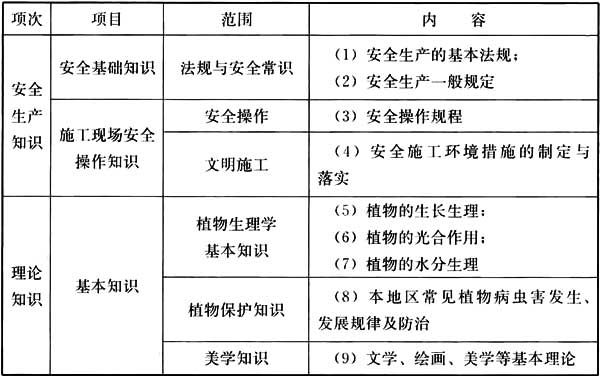 项次 项目 范围 内 容
安全生产知识 安全基础知识 法规与安全常识 （1）安全生产的基本法规；
（2）安全生产一般规定
施工现场安全操作知识 安全操作 （3）安全操作规程
文明施工 （4）安全施工环境措施的制定与
落实
理论知识 基本知识 植物生理学基本知识 （5）植物的生长生理：
（6）植物的光合作用；
（7）植物的水分生理
植物保护知识 （8）本地区常见植物病虫害发生、
发展规律及防治
美学知识 （9）文学、绘画、美学等基本理论